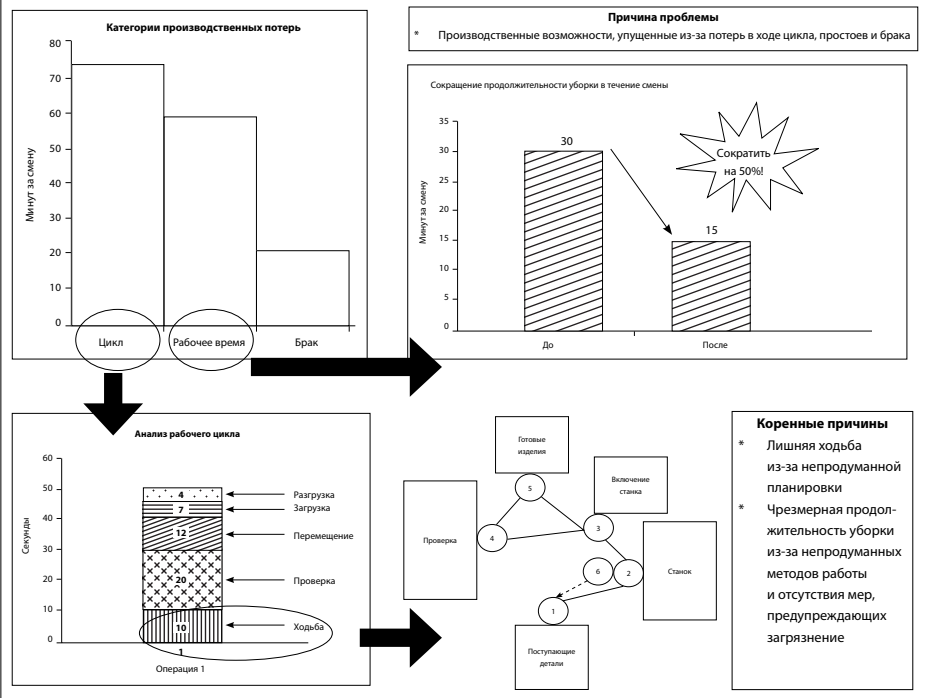 Категории производственных потерь
80
70
60
50
40
30
20
10
0
Минут за смену
Цикл
Рабочее время
Брак
Причина проблемы
* Производственные возможности, упущенные из-за потерь в ходе цикла, простоев и брака
Сокращение продолжительности уборки в течение смены
35
30
25
20
15
10
5
0
Минут за смену
30
15
Сократить
на 50%!
До
После
Анализ рабочего цикла
60
50
40
30
20
10
0
Секунды
4
7
12
20
10
1
Разгрузка
Загрузка
Перемещение
Проверка
Ходьба
Операция 1
Готовые
изделия
Включение
станка
Проверка
Станок
Поступающие
детали
5
4
3
6
2
1
Коренные причины
* Лишняя ходьба
из-за непродуманной
планировки
* Чрезмерная продол-
жительность уборки
из-за непродуманных
методов работы
и отсутствия мер,
предупреждающих
загрязнение